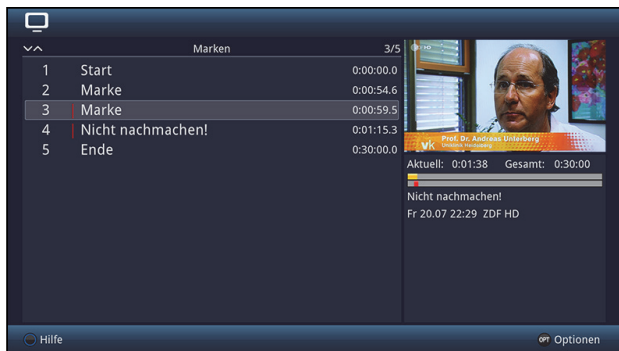 Marken 3/5
1 Start 0:00:00.0
2 Marke 0:00:54.6
3 Marke 0:00:59.5
4 Nicht nachmachen! 0:01:15.3
5 Ende 0:30:00.0
Prof. Dr. Andreas Unterberg
vk Uniklinik Heidelberg
Aktuell: 0:01:38 Gesamt: 0:30:00
Nicht nachmachen!
Fr 20.07 22:29 ZDF HD
Hilfe
OPT Optionen